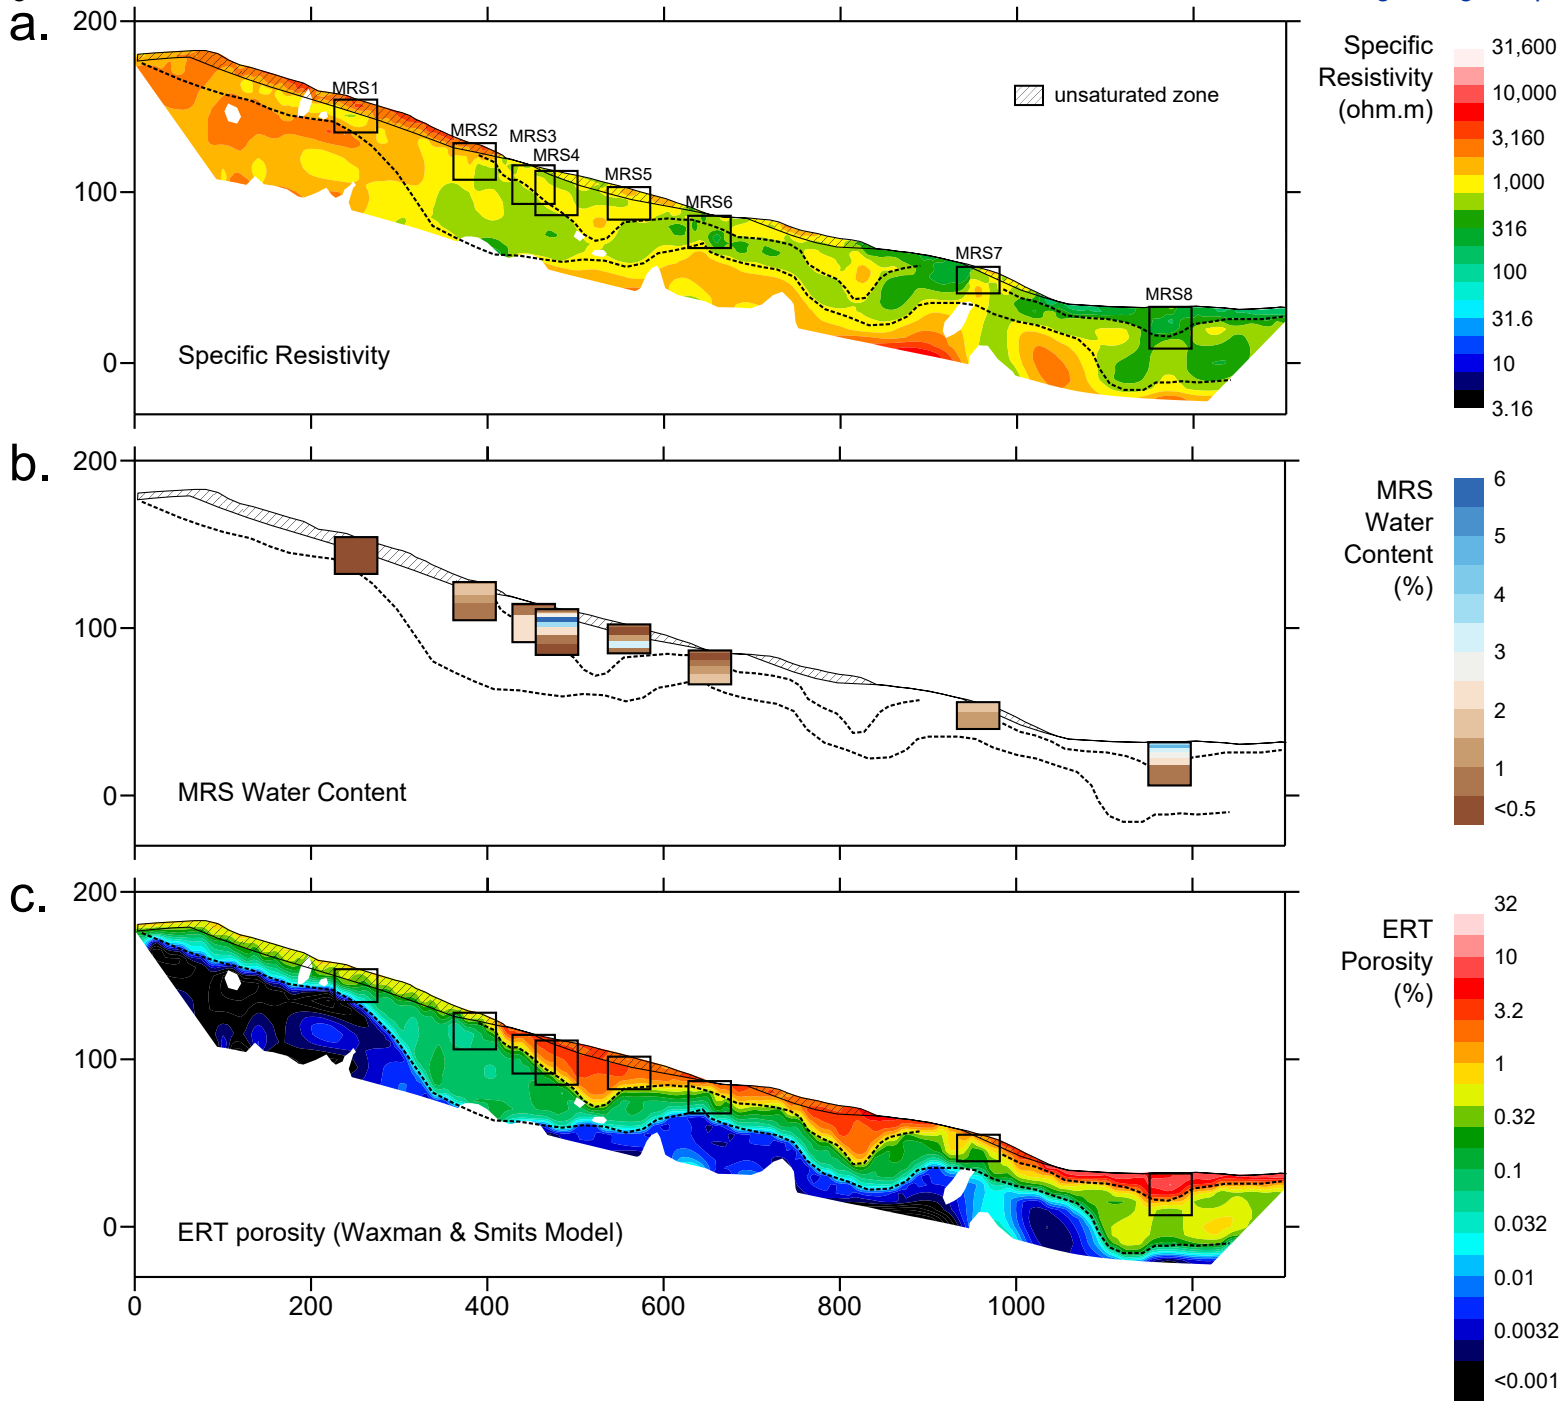 a.
200
100
0
MRS1
MRS2
MRS3
MRS4
MRS5
MRS6
MRS7
MRS8
unsaturated zone
Specific Resistivity
Specific
Resistivity
(ohm.m)
31,600
10,000
3,160
1,000
316
100
31.6
10
3.16
b.
200
100
0
MRS Water Content
MRS
Water
Content
(%)
6
5
4
3
2
1
<0.5
c.
200
100
0
ERT porosity (Waxman & Smits Model)
0
200
400
600
800
1000
1200
ERT
Porosity
(%)
32
10
3.2
1
0.32
0.1
0.032
0.01
0.0032
<0.001